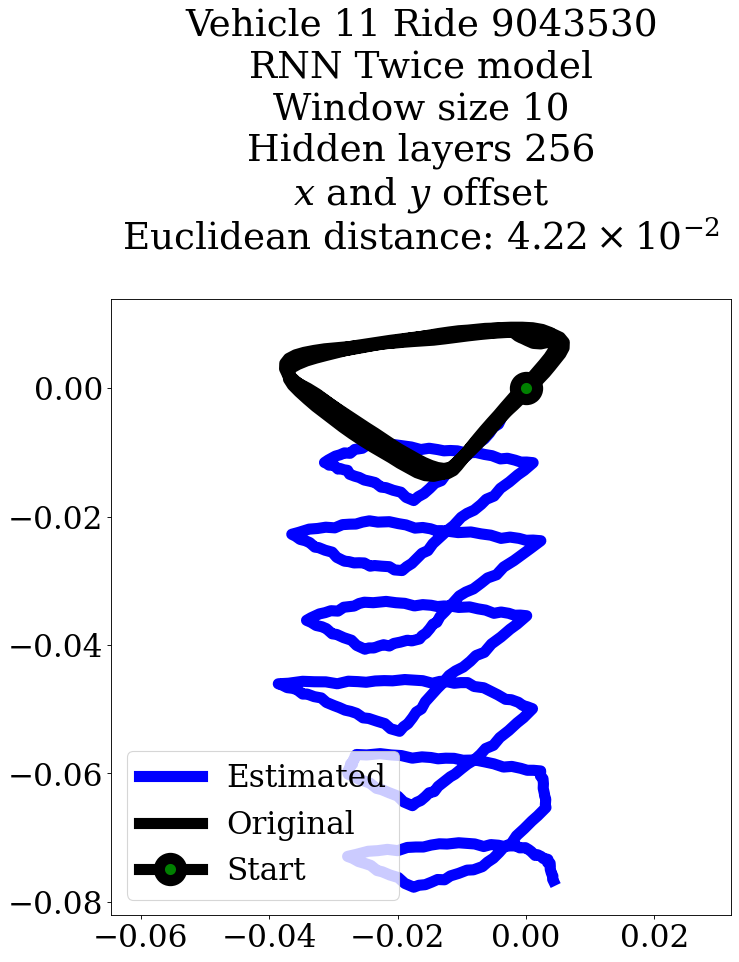 Vehicle 11 Ride 9043530
RNN Twice model
Window size 10
Hidden layers 256
x and y offset
Euclidean distance: 4.22 × 10⁻²
0.00
−0.02
−0.04
−0.06
−0.08
Estimated
Original
Start
−0.06 −0.04 −0.02 0.00 0.02